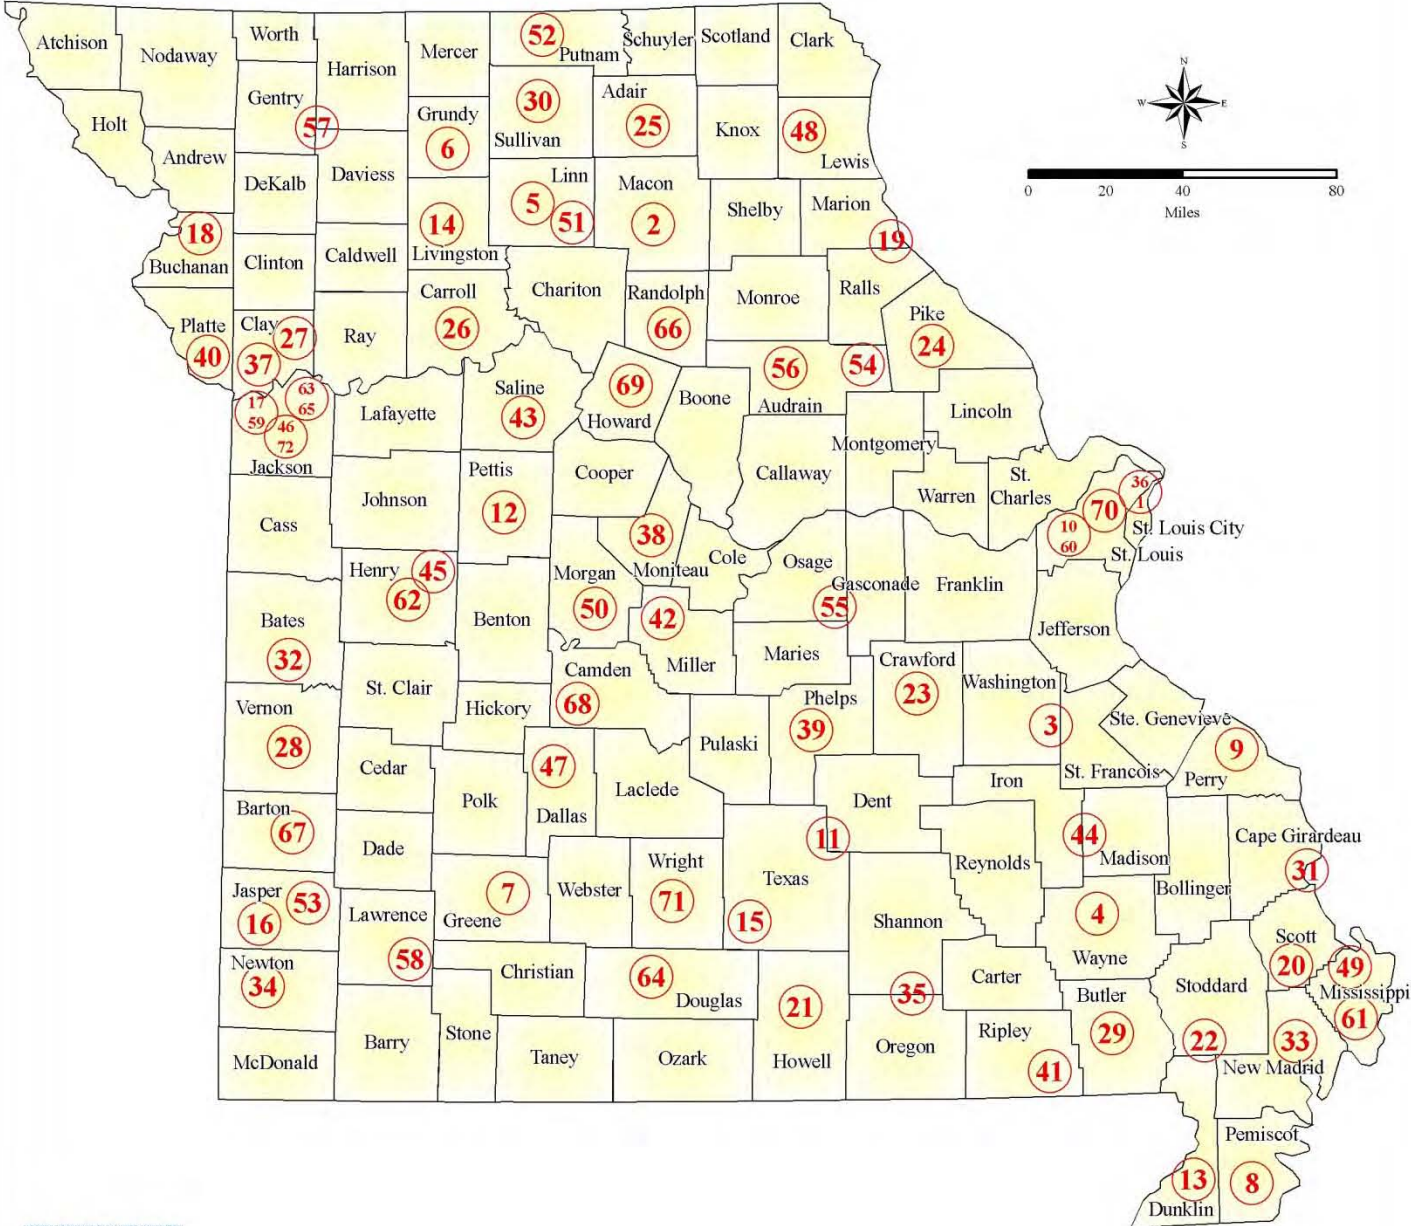 Atchison
Nodaway
Worth
Harrison
Mercer
52
Putnam
Schuyler
Scotland
Clark
N
W
E
S
Holt
Gentry
57
Grundy
6
30
Sullivan
Adair
25
Knox
48
Lewis
Andrew
DeKalb
Daviess
Linn
5
51
Macon
2
Shelby
Marion
19
0
20
40
80
Miles
18
Buchanan
Clinton
Caldwell
14
Livingston
Chariton
Randolph
66
Monroe
Ralls
Pike
24
Platte
40
Clay
27
37
Ray
Carroll
26
56
Audrain
54
63
65
17
59
46
72
Jackson
Lafayette
Saline
43
69
Howard
Boone
Lincoln
Montgomery
Callaway
Warren
St.
Charles
36
1
70
10
60
St. Louis City
St. Louis
Cass
Johnson
Pettis
12
Cooper
38
Moniteau
Cole
Osage
55
Gasconade
Franklin
Jefferson
Henry
45
62
Benton
Morgan
50
42
Miller
Maries
Bates
32
St. Clair
Hickory
Camden
68
Pulaski
Phelps
39
Crawford
23
Washington
3
St. Francois
Ste. Genevieve
9
Perry
Vernon
28
Cedar
Polk
47
Dallas
Laclede
Dent
11
Iron
44
Madison
Reynolds
Bollinger
Cape Girardeau
31
Barton
67
Dade
7
Greene
Webster
Wright
71
Texas
15
Shannon
4
Wayne
Jasper
53
16
Lawrence
58
Newton
34
Christian
64
Douglas
21
Howell
35
Oregon
Carter
Butler
29
Stoddard
22
Scott
20
49
Mississippi
61
33
New Madrid
McDonald
Barry
Stone
Taney
Ozark
Ripley
41
Pemiscot
8
13
Dunklin